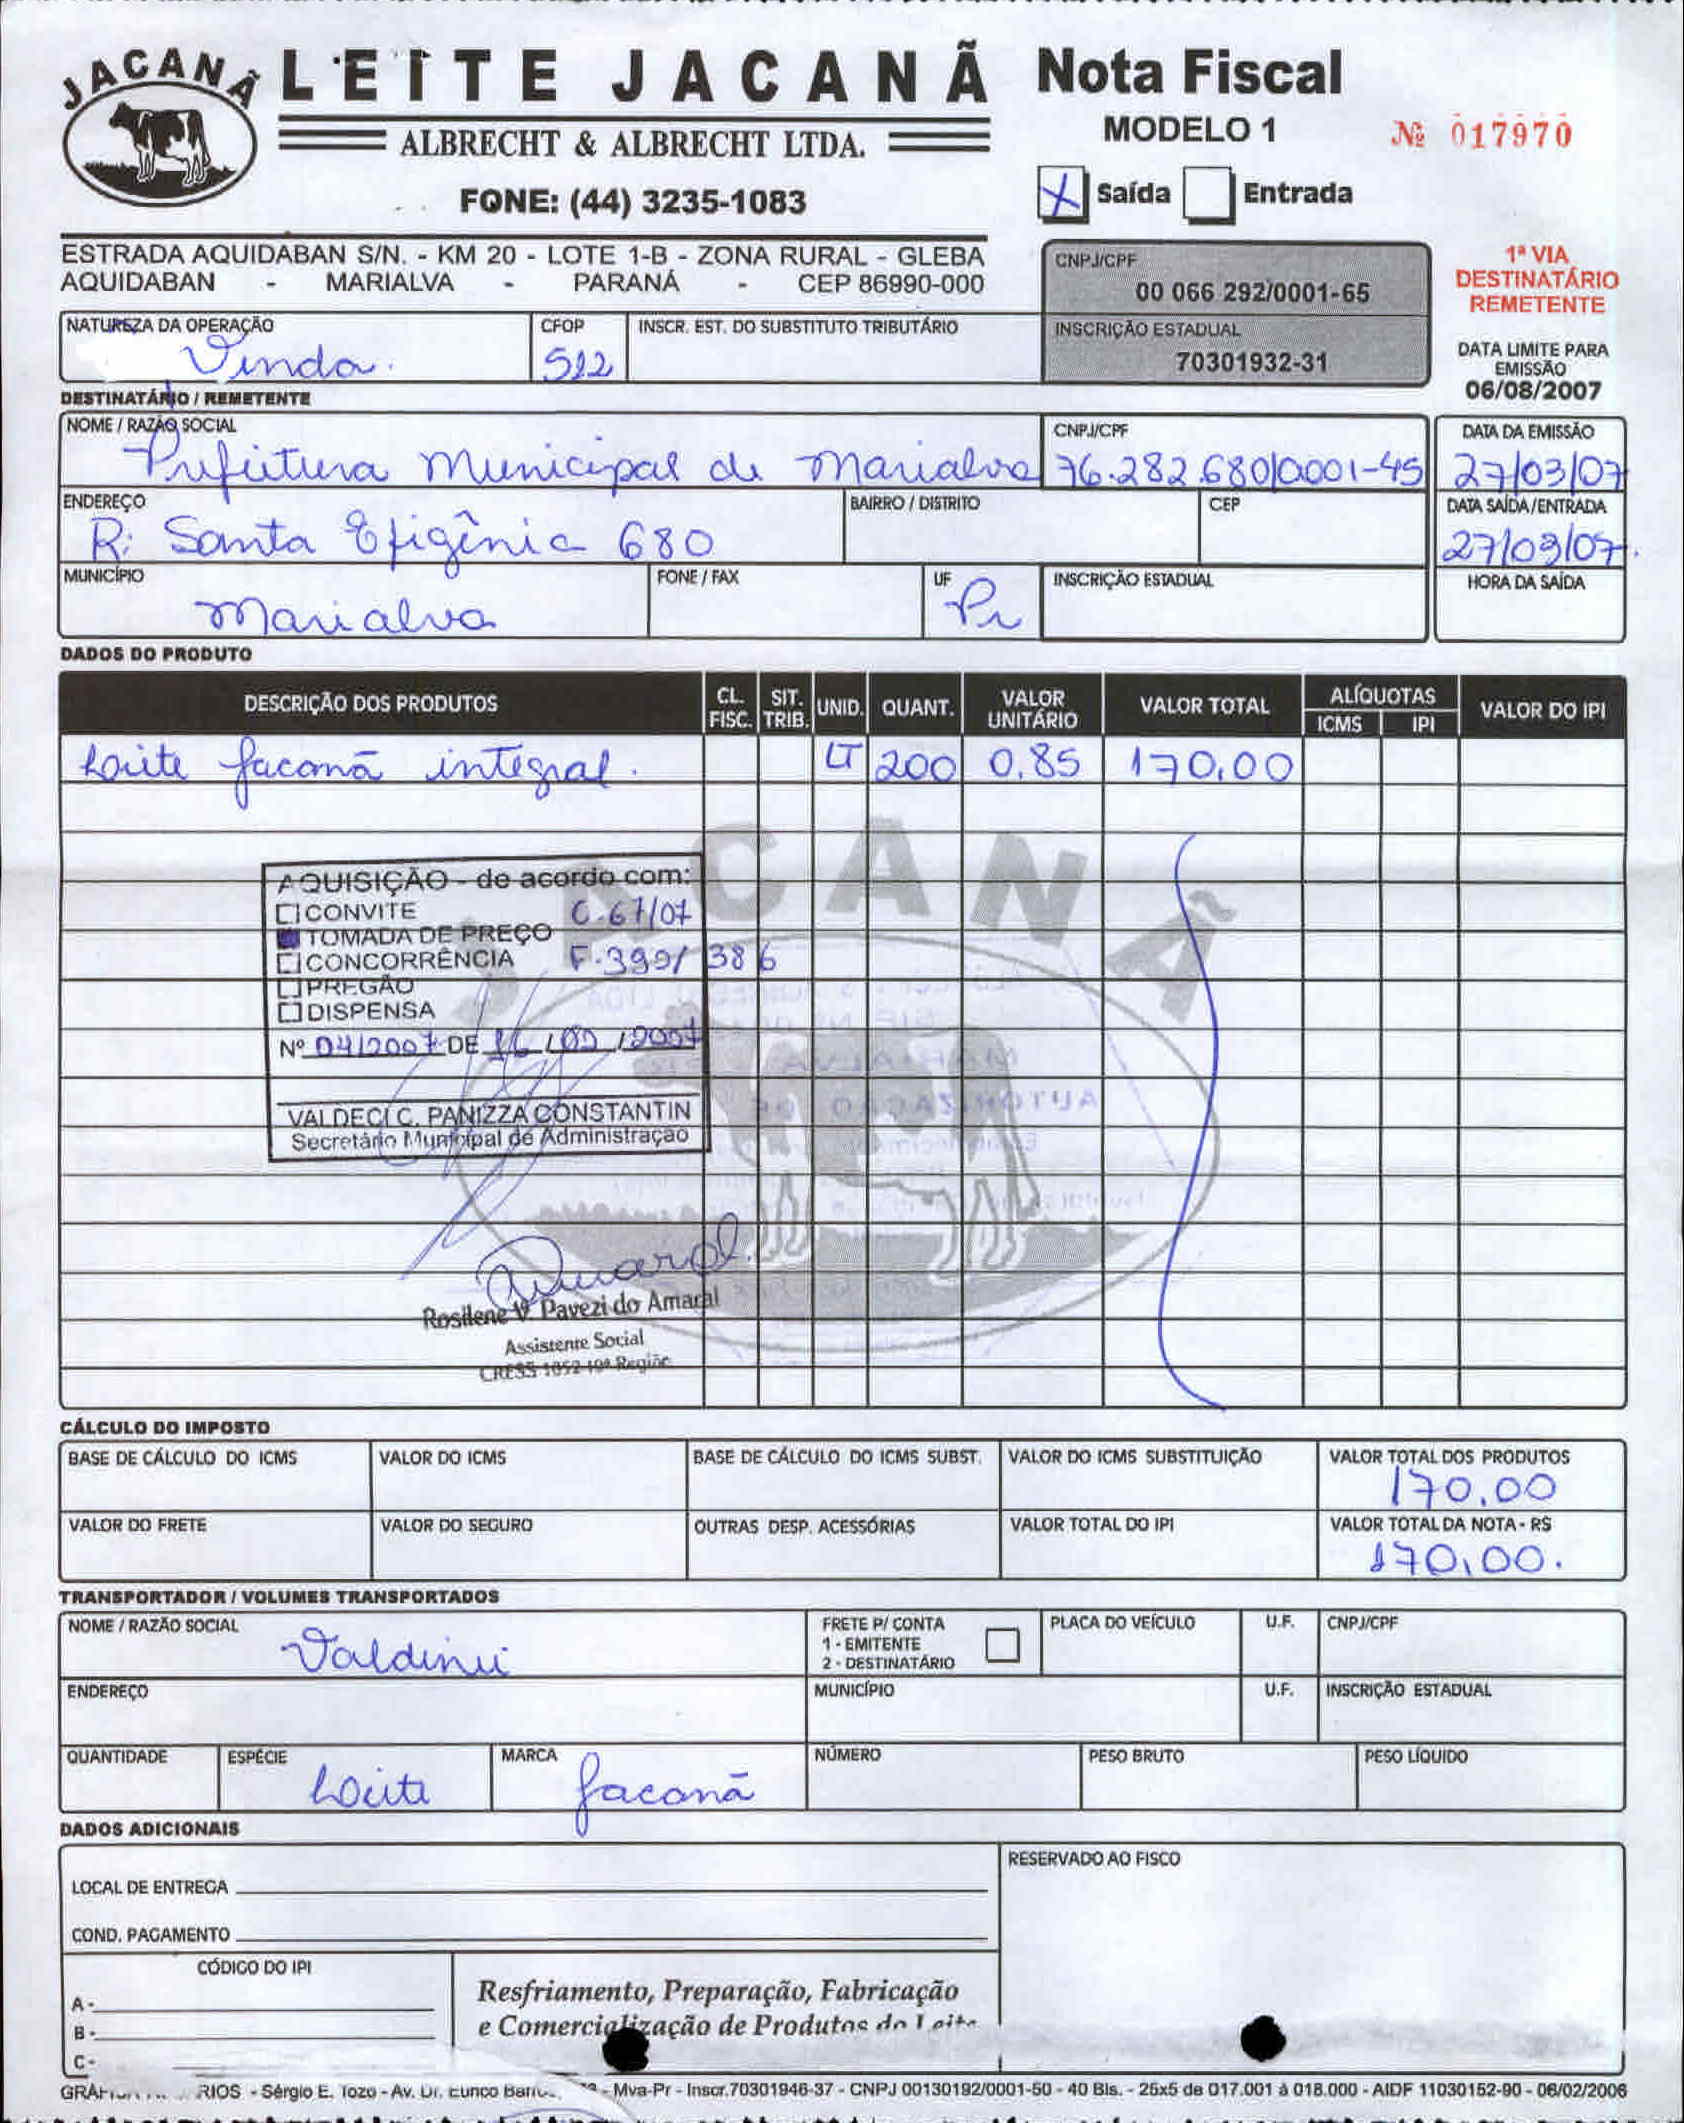 JACANÃ
LEITE JACANÃ
ALBRECHT & ALBRECHT LTDA.
FONE: (44) 3235-1083
Nota Fiscal
MODELO 1
Nº 017970
X Saída Entrada
ESTRADA AQUIDABAN S/N. - KM 20 - LOTE 1-B - ZONA RURAL - GLEBA
AQUIDABAN - MARIALVA - PARANÁ - CEP 86990-000
CNPJ/CPF
00 066 292/0001-65
INSCRIÇÃO ESTADUAL
70301932-31
1ª VIA
DESTINATÁRIO
REMETENTE
DATA LIMITE PARA
EMISSÃO
06/08/2007
NATUREZA DA OPERAÇÃO CFOP INSCR. EST. DO SUBSTITUTO TRIBUTÁRIO
Venda. 512
DESTINATÁRIO / REMETENTE
NOME / RAZÃO SOCIAL CNPJ/CPF DATA DA EMISSÃO
Prefeitura Municipal de Marialva 76.282.680/0001-45 27/03/07
ENDEREÇO BAIRRO / DISTRITO CEP DATA SAÍDA/ENTRADA
R: Santa Efigênia 680 27/03/07.
MUNICÍPIO FONE / FAX UF INSCRIÇÃO ESTADUAL HORA DA SAÍDA
Marialva Pr
DADOS DO PRODUTO
DESCRIÇÃO DOS PRODUTOS CL. FISC. SIT. TRIB. UNID. QUANT. VALOR UNITÁRIO VALOR TOTAL ALÍQUOTAS ICMS IPI VALOR DO IPI
Leite Jacanã integral. LT 200 0,85 170,00
JACANÃ
AQUISIÇÃO - de acordo com:
CONVITE C.67/07
TOMADA DE PREÇO
CONCORRÊNCIA F.399/386
PREGÃO
DISPENSA
Nº 04/2007 DE 16/02/2007
VALDECI C. PANIZZA CONSTANTIN
Secretário Municipal de Administração
Amaral.
Rosilene V. Pavezi do Amaral
Assistente Social
CRESS 1052 10ª Região
CÁLCULO DO IMPOSTO
BASE DE CÁLCULO DO ICMS VALOR DO ICMS BASE DE CÁLCULO DO ICMS SUBST. VALOR DO ICMS SUBSTITUIÇÃO VALOR TOTAL DOS PRODUTOS
170,00
VALOR DO FRETE VALOR DO SEGURO OUTRAS DESP. ACESSÓRIAS VALOR TOTAL DO IPI VALOR TOTAL DA NOTA - R$
170,00.
TRANSPORTADOR / VOLUMES TRANSPORTADOS
NOME / RAZÃO SOCIAL FRETE P/ CONTA PLACA DO VEÍCULO U.F. CNPJ/CPF
1 - EMITENTE
2 - DESTINATÁRIO
Valdinei
ENDEREÇO MUNICÍPIO U.F. INSCRIÇÃO ESTADUAL
QUANTIDADE ESPÉCIE MARCA NÚMERO PESO BRUTO PESO LÍQUIDO
Leite Jacanã
DADOS ADICIONAIS
RESERVADO AO FISCO
LOCAL DE ENTREGA
COND. PAGAMENTO
CÓDIGO DO IPI
A -
B -
C -
Resfriamento, Preparação, Fabricação
e Comercialização de Produtos do Leite
RIOS - Sérgio E. Tozo - Av. - Mva-Pr - Inscr.70301946-37 - CNPJ 00130192/0001-50 - 40 Bls. - 25x5 de 017.001 à 018.000 - AIDF 11030152-90 - 06/02/2006